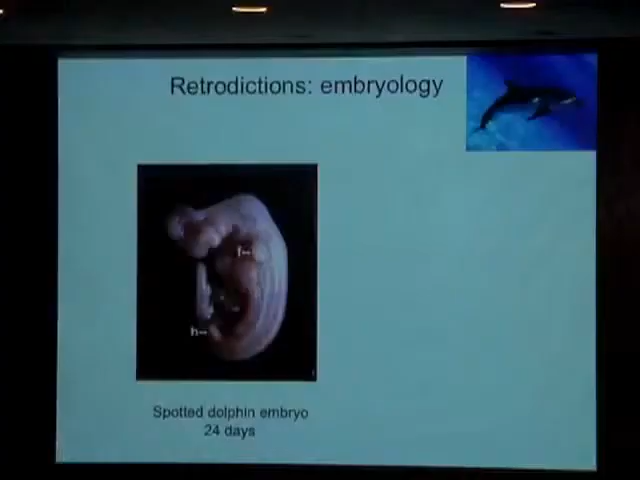 Retrodictions: embryology
f
h
Spotted dolphin embryo
24 days